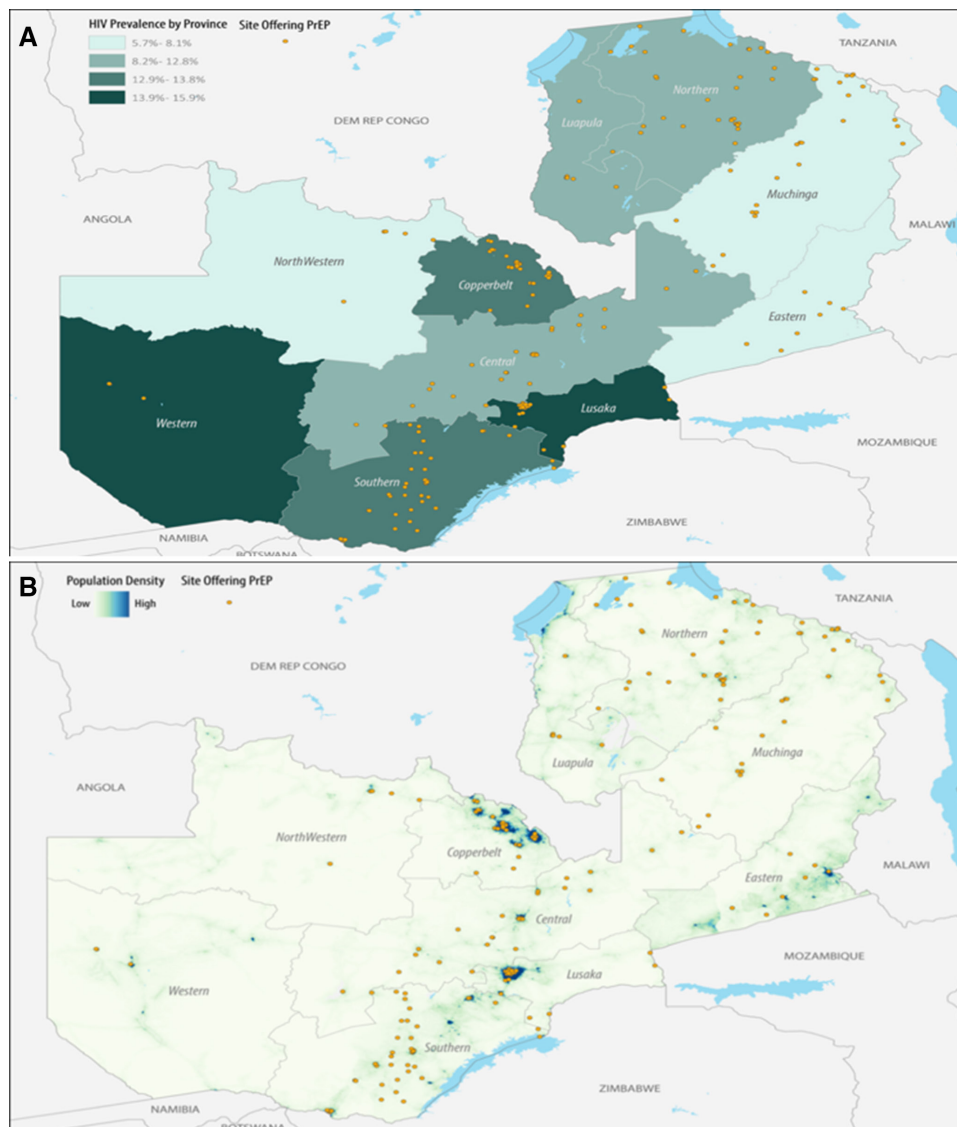 A
HIV Prevalence by Province Site Offering PrEP
5.7%- 8.1%
8.2%- 12.8%
12.9%- 13.8%
13.9%- 15.9%
TANZANIA
Northern
DEM REP CONGO
Luapula
Muchinga
ANGOLA
MALAWI
NorthWestern
Copperbelt
Eastern
Central
Lusaka
Western
MOZAMBIQUE
Southern
ZIMBABWE
NAMIBIA
BOTSWANA
B
Population Density Site Offering PrEP
Low High
TANZANIA
Northern
DEM REP CONGO
Muchinga
Luapula
ANGOLA
NorthWestern
Copperbelt
MALAWI
Eastern
Central
MOZAMBIQUE
Lusaka
Western
Southern
ZIMBABWE
NAMIBIA
BOTSWANA